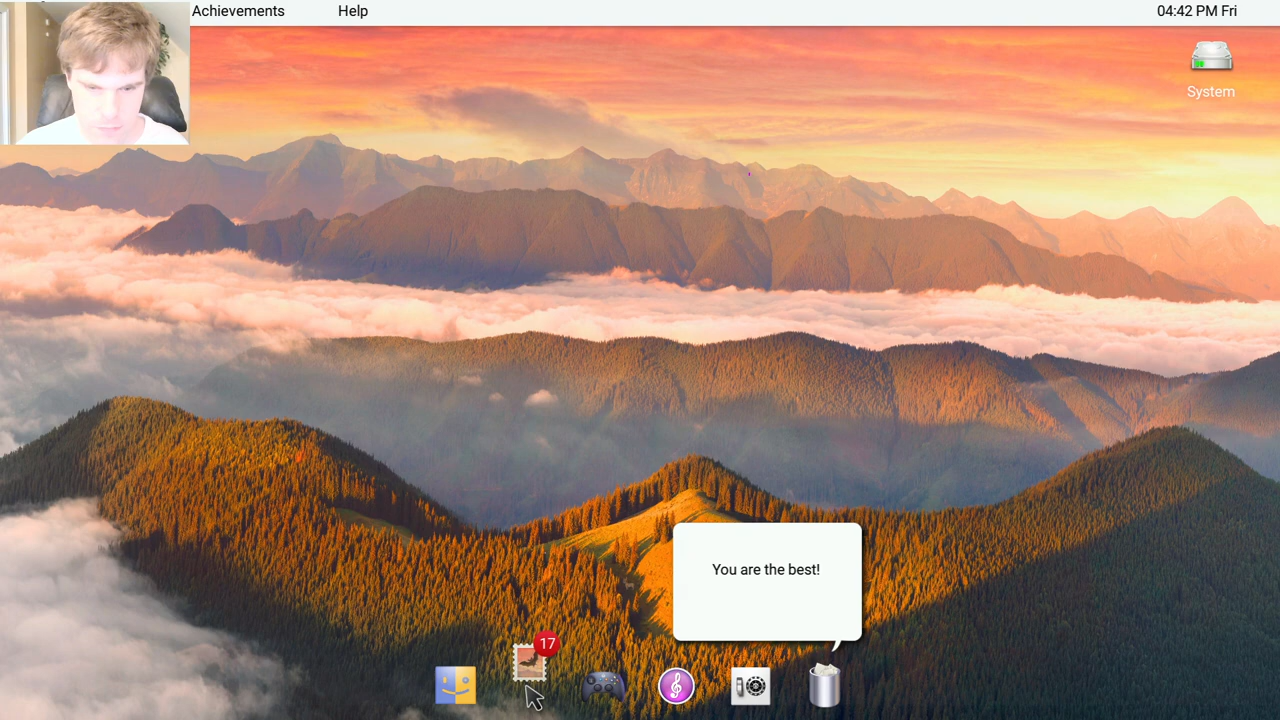 Achievements
Help
04:42 PM Fri
System
You are the best!
17